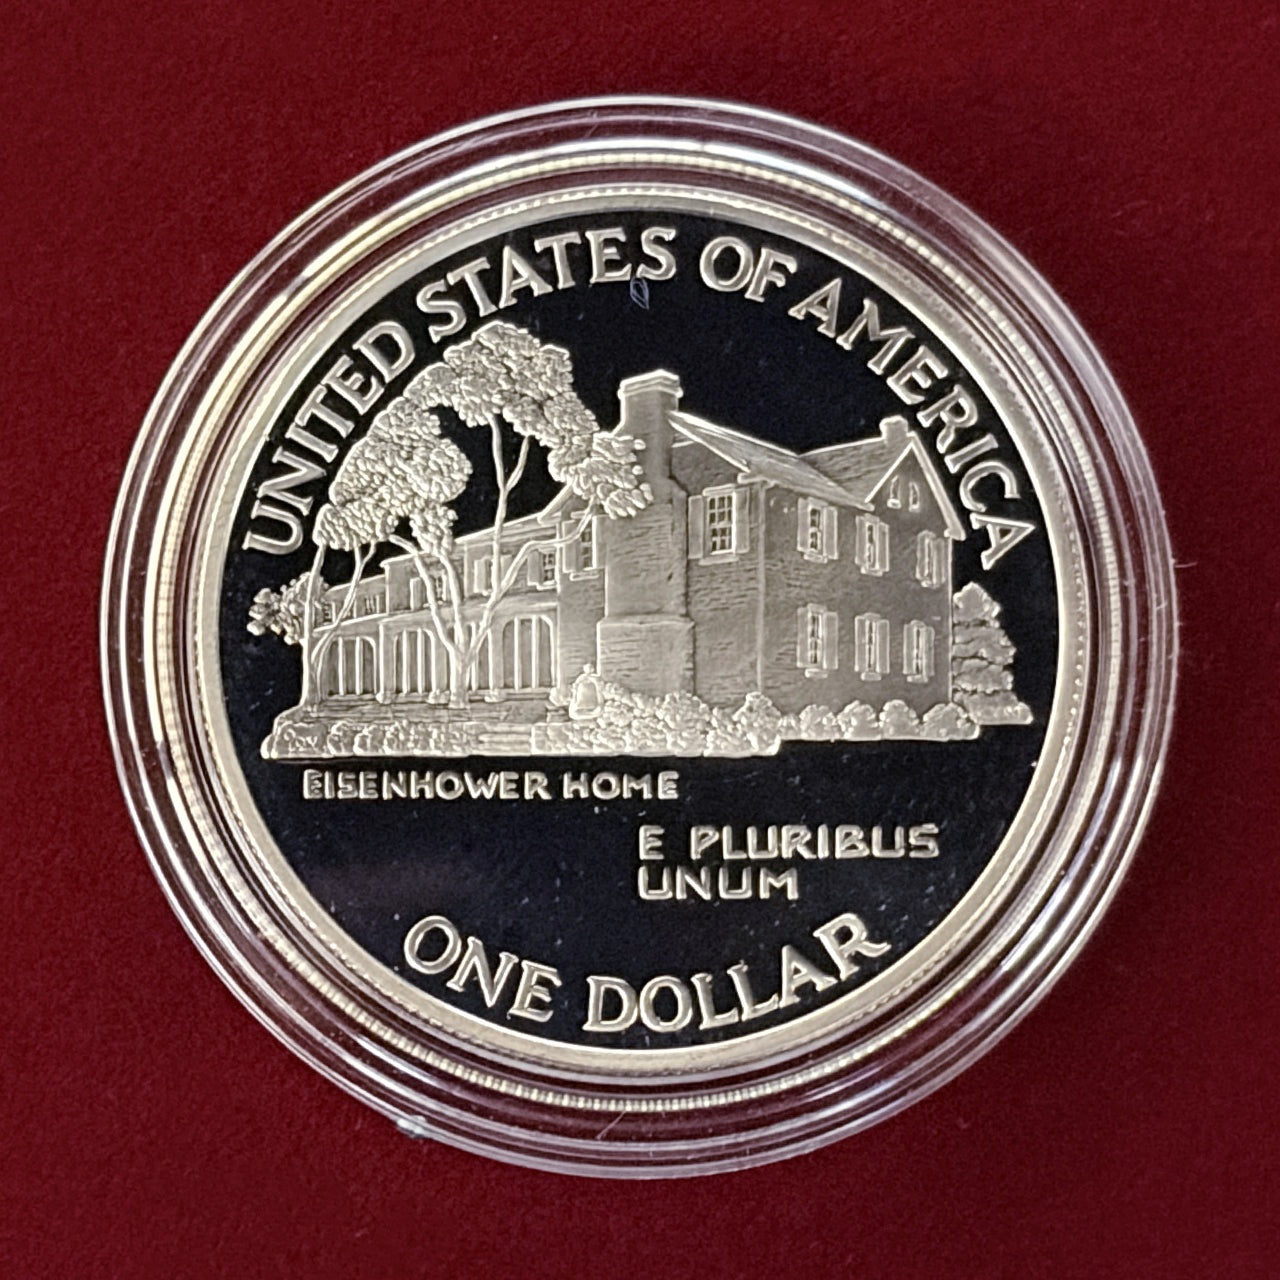 UNITED STATES OF AMERICA
EISENHOWER HOME
E PLURIBUS
UNUM
ONE DOLLAR